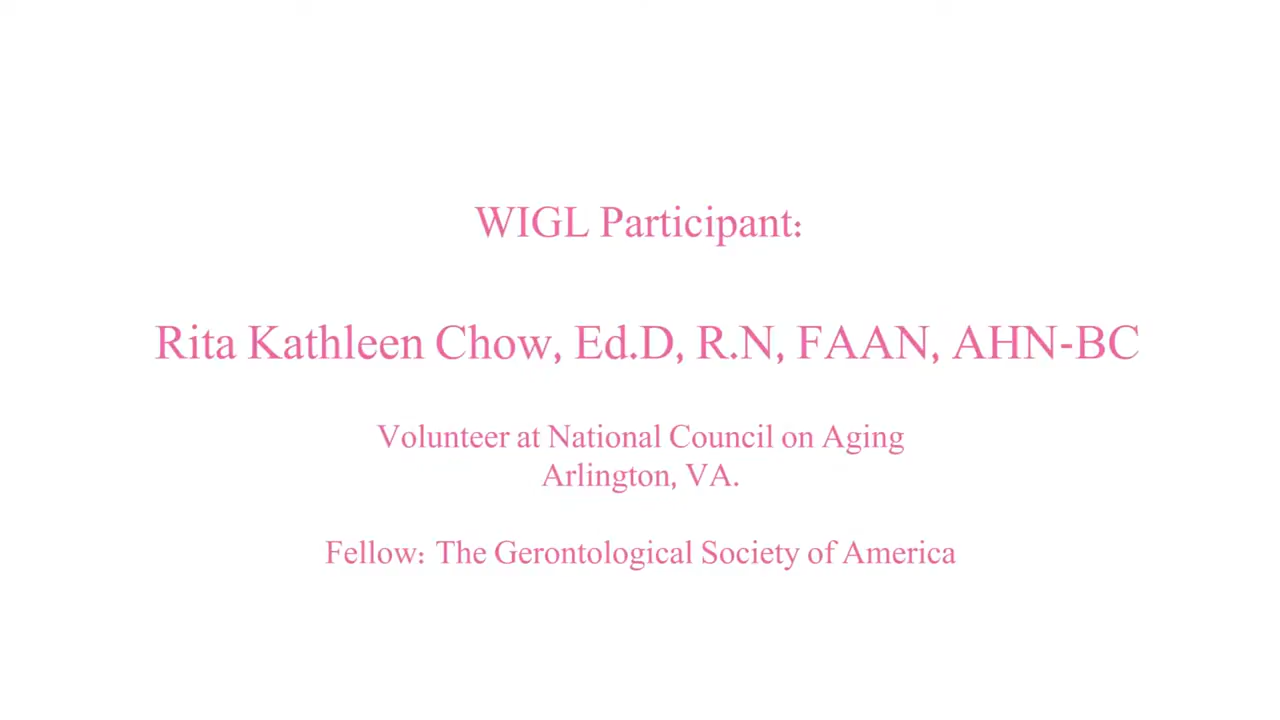 WIGL Participant:
Rita Kathleen Chow, Ed.D, R.N, FAAN, AHN-BC
Volunteer at National Council on Aging
Arlington, VA.
Fellow: The Gerontological Society of America